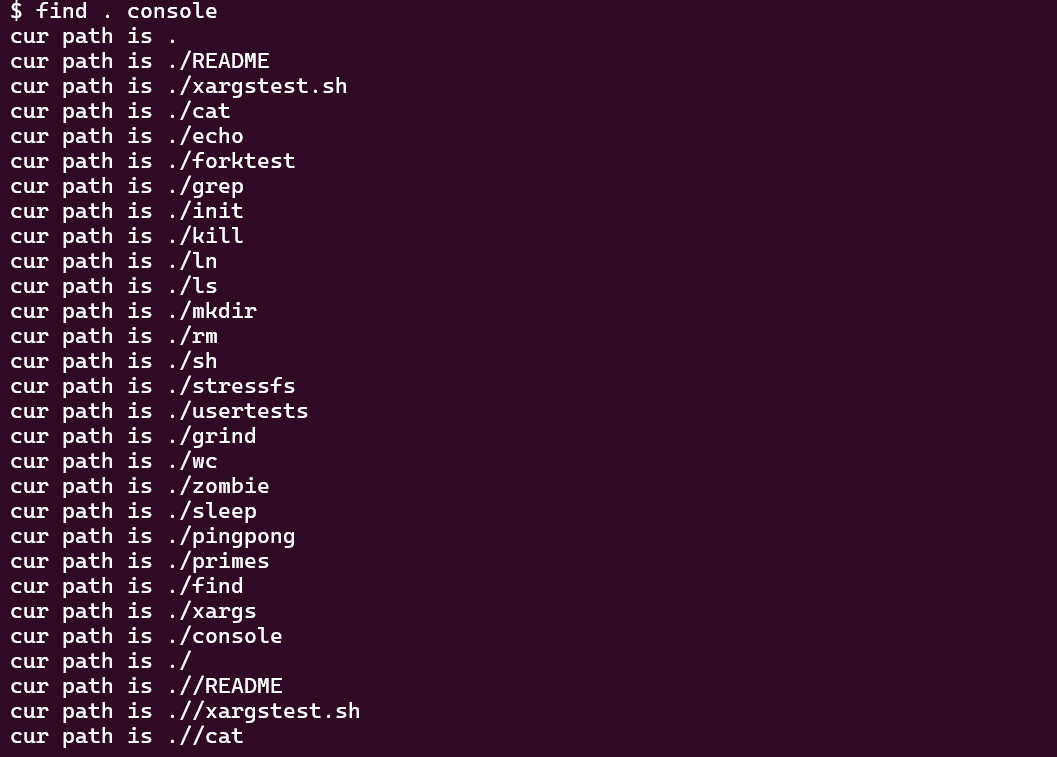 $ find . console
cur path is .
cur path is ./README
cur path is ./xargstest.sh
cur path is ./cat
cur path is ./echo
cur path is ./forktest
cur path is ./grep
cur path is ./init
cur path is ./kill
cur path is ./ln
cur path is ./ls
cur path is ./mkdir
cur path is ./rm
cur path is ./sh
cur path is ./stressfs
cur path is ./usertests
cur path is ./grind
cur path is ./wc
cur path is ./zombie
cur path is ./sleep
cur path is ./pingpong
cur path is ./primes
cur path is ./find
cur path is ./xargs
cur path is ./console
cur path is ./
cur path is .//README
cur path is .//xargstest.sh
cur path is .//cat